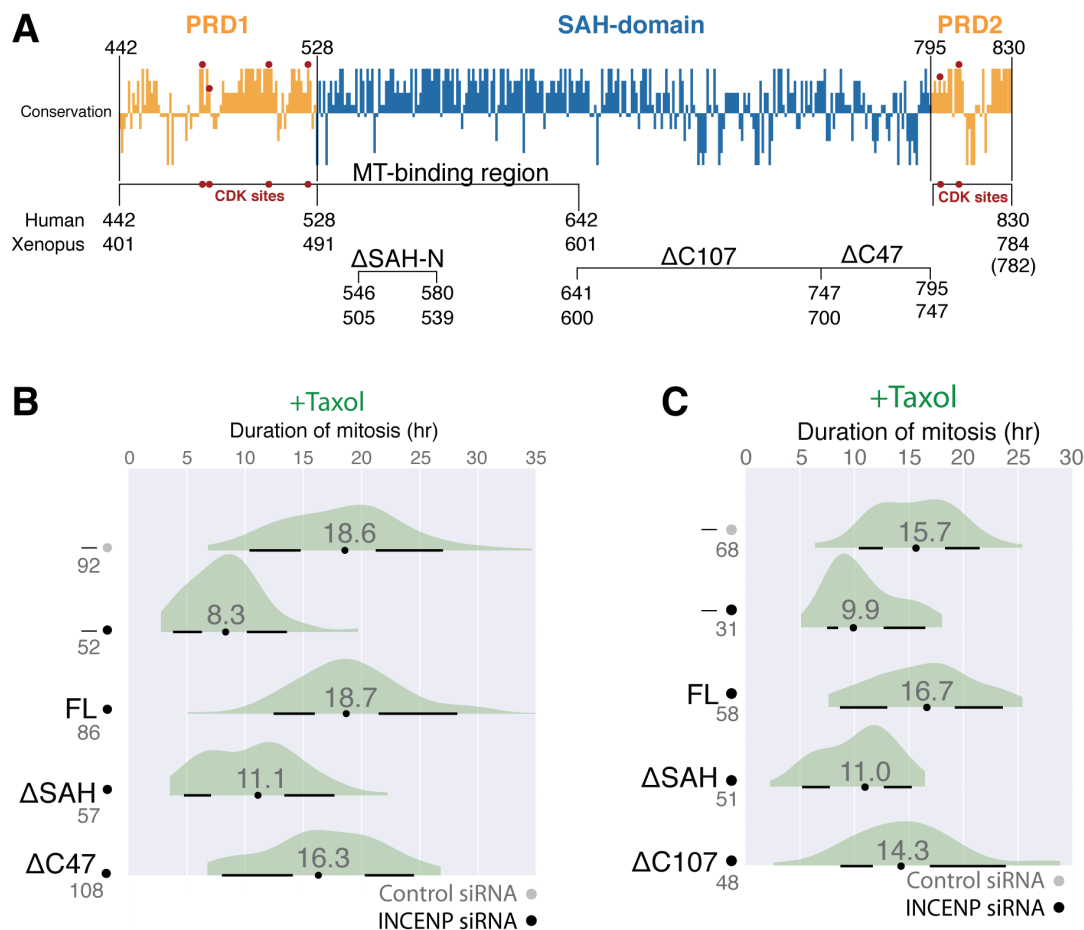 A
PRD1 SAH-domain PRD2
442 528 795 830
Conservation
MT-binding region
CDK sites CDK sites
Human 442 528 642 830
Xenopus 401 491 601 784
(782)
ΔSAH-N ΔC107 ΔC47
546 580 641 747 795
505 539 600 700 747
B
+Taxol
Duration of mitosis (hr)
0 5 10 15 20 25 30 35
– 18.6
92
– 8.3
52
FL 18.7
86
ΔSAH 11.1
57
ΔC47 16.3
108
Control siRNA
INCENP siRNA
C
+Taxol
Duration of mitosis (hr)
0 5 10 15 20 25 30
– 15.7
68
– 9.9
31
FL 16.7
58
ΔSAH 11.0
51
ΔC107 14.3
48
Control siRNA
INCENP siRNA